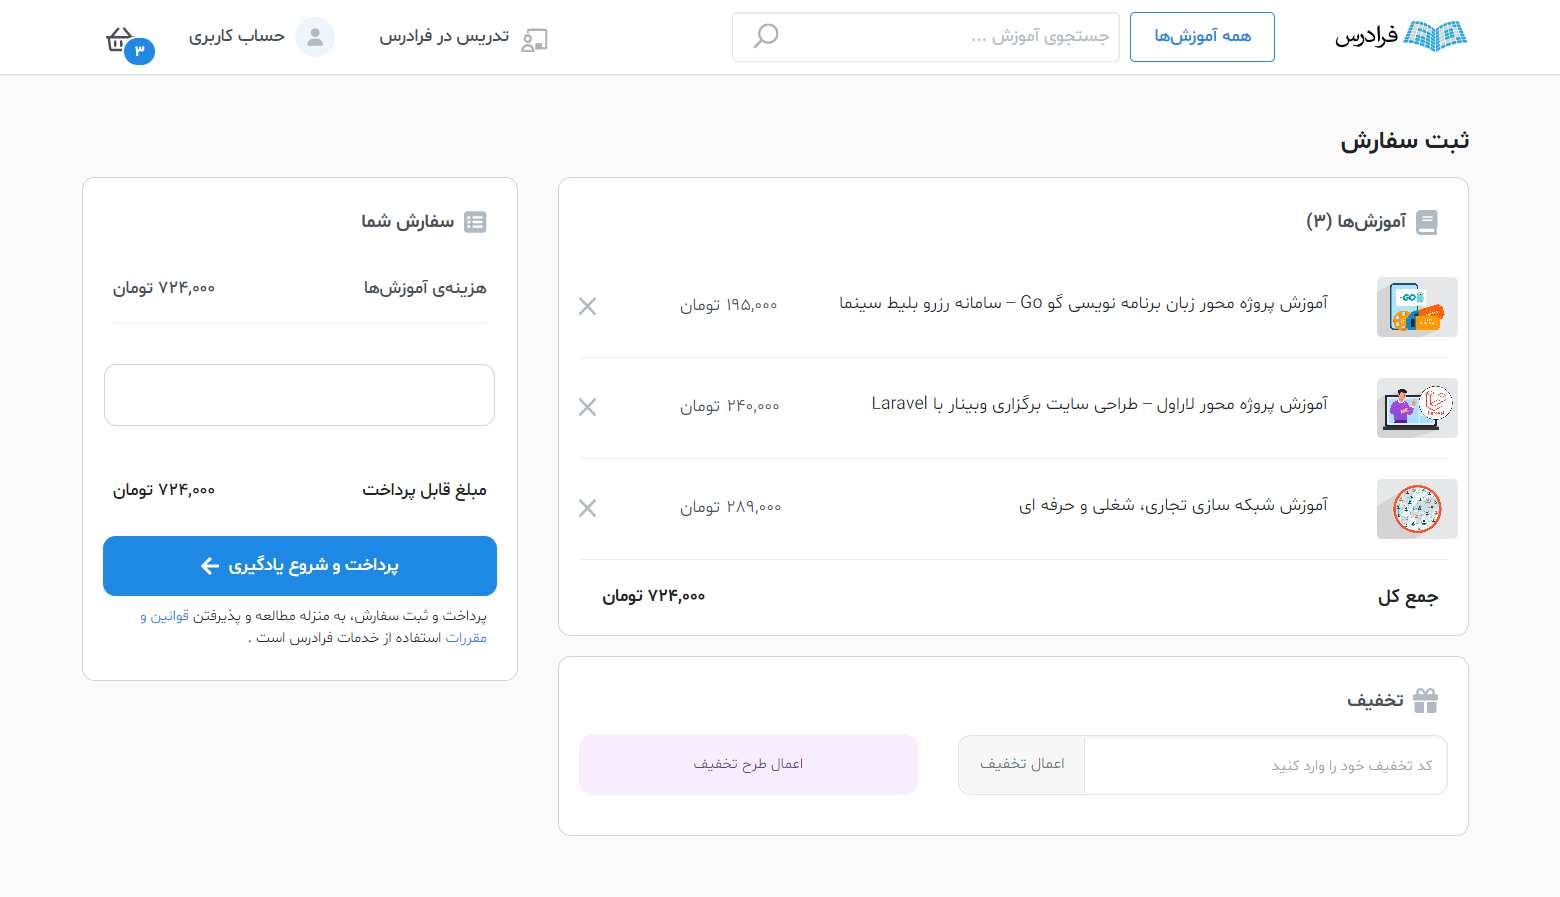 فرادرس
همه آموزش‌ها
جستجوی آموزش ...
تدریس در فرادرس
حساب کاربری
۳
ثبت سفارش
آموزش‌ها (۳)
آموزش پروژه محور زبان برنامه نویسی گو Go – سامانه رزرو بلیط سینما
۱۹۵,۰۰۰ تومان
آموزش پروژه محور لاراول – طراحی سایت برگزاری وبینار با Laravel
۲۴۰,۰۰۰ تومان
آموزش شبکه سازی تجاری، شغلی و حرفه ای
۲۸۹,۰۰۰ تومان
جمع کل
۷۲۴,۰۰۰ تومان
تخفیف
کد تخفیف خود را وارد کنید
اعمال تخفیف
اعمال طرح تخفیف
سفارش شما
هزینه‌ی آموزش‌ها
۷۲۴,۰۰۰ تومان
مبلغ قابل پرداخت
۷۲۴,۰۰۰ تومان
پرداخت و شروع یادگیری
پرداخت و ثبت سفارش، به منزله مطالعه و پذیرفتن قوانین و
مقررات استفاده از خدمات فرادرس است .